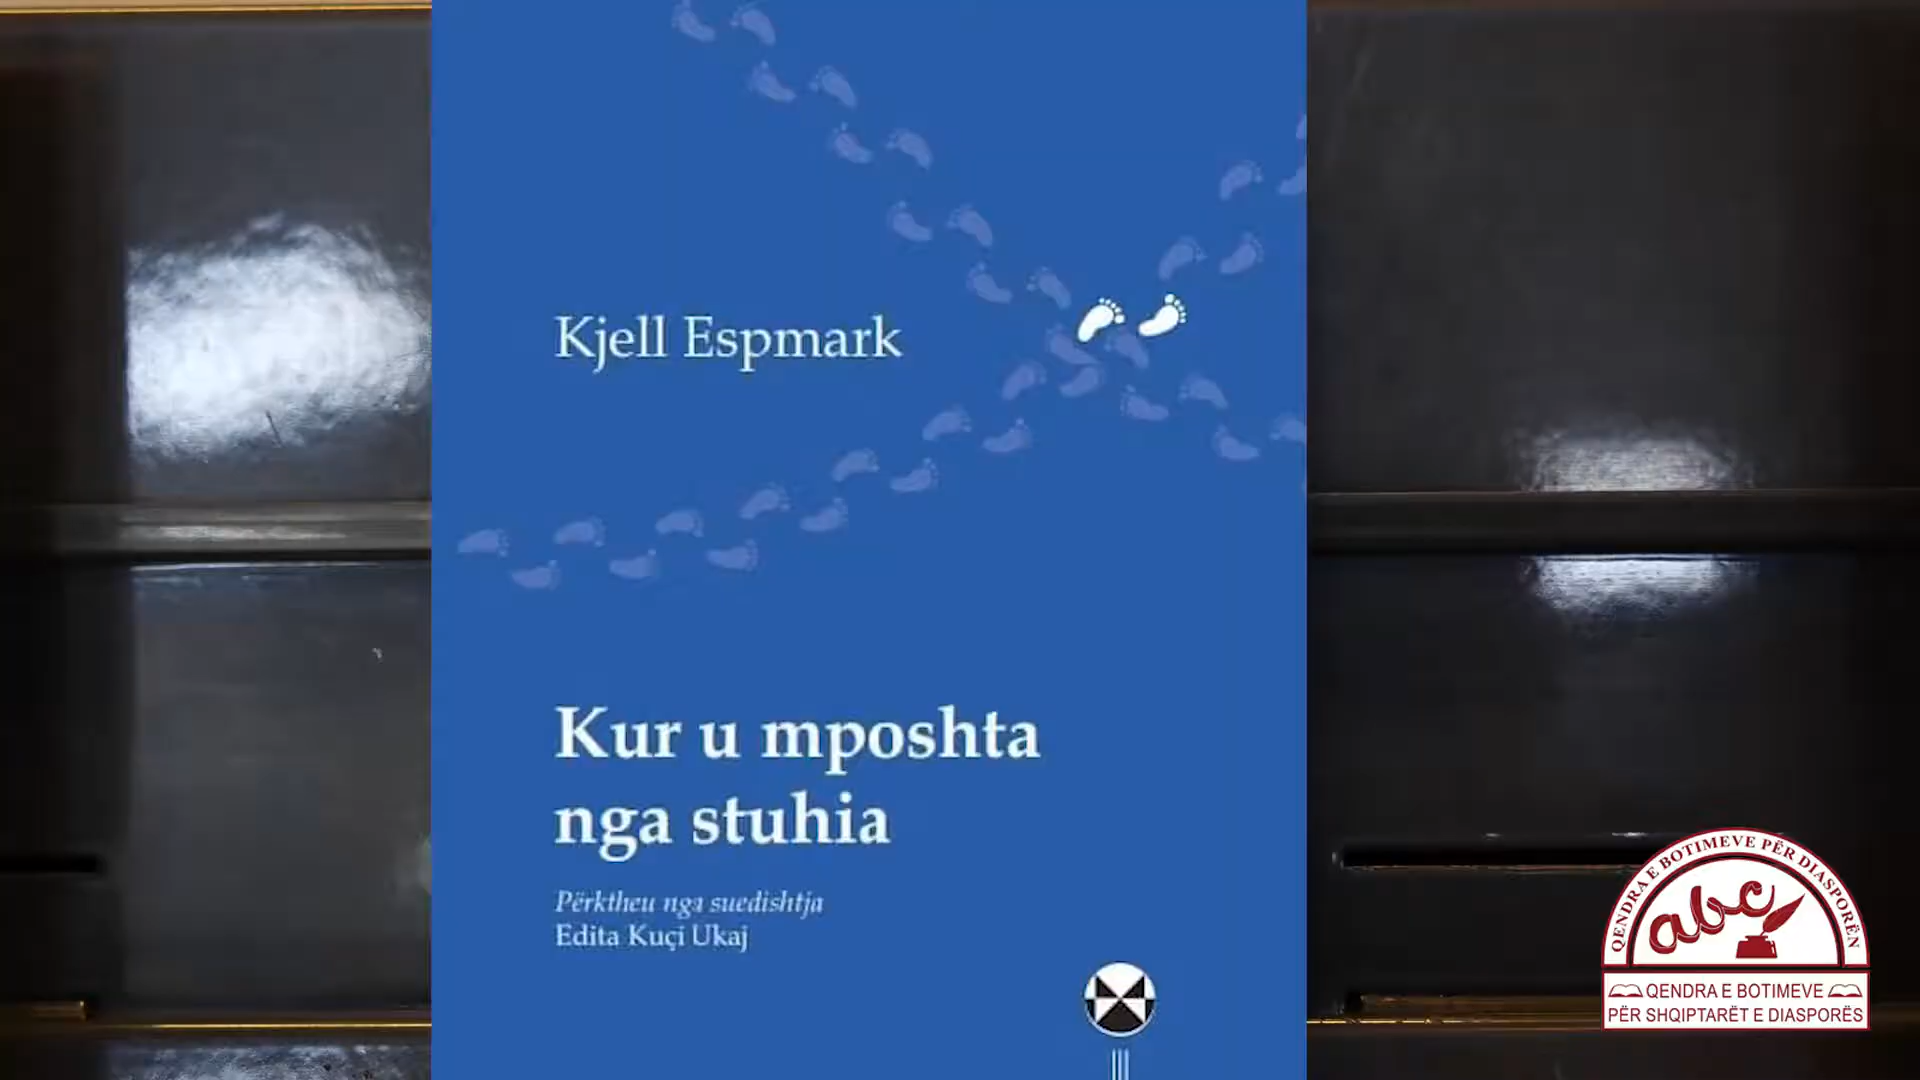 Kjell Espmark
Kur u mposhta
nga stuhia
Përktheu nga suedishtja
Edita Kuçi Ukaj
QENDRA E BOTIMEVE PËR DIASPORËN
abc
QENDRA E BOTIMEVE
PËR SHQIPTARËT E DIASPORËS